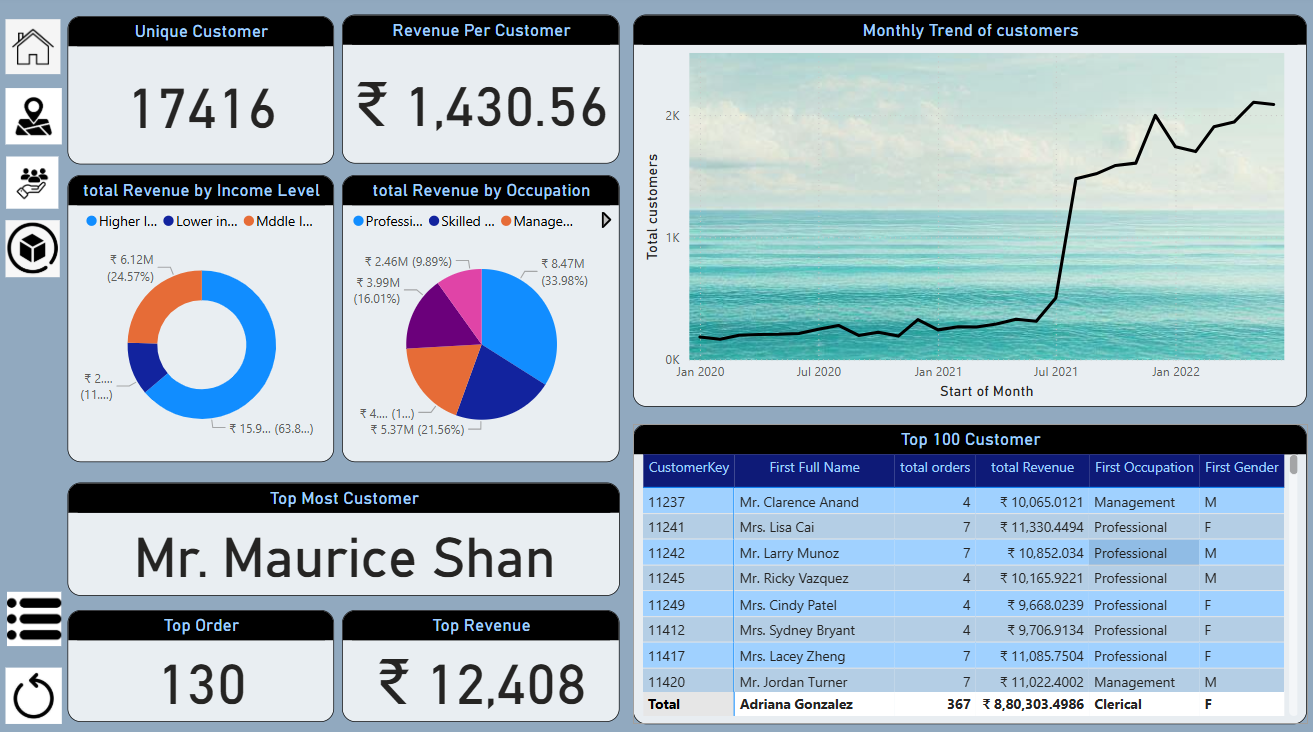 Unique Customer
17416
Revenue Per Customer
₹ 1,430.56
Monthly Trend of customers
Total customers
2K
1K
0K
Jan 2020 Jul 2020 Jan 2021 Jul 2021 Jan 2022
Start of Month
total Revenue by Income Level
Higher I... Lower in... Mddle I...
₹ 6.12M
(24.57%)
₹ 2....
(11....)
₹ 15.9... (63.8...)
total Revenue by Occupation
Professi... Skilled ... Manage...
₹ 2.46M (9.89%)
₹ 8.47M
(33.98%)
₹ 3.99M
(16.01%)
₹ 4.... (1...)
₹ 5.37M (21.56%)
Top Most Customer
Mr. Maurice Shan
Top Order
130
Top Revenue
₹ 12,408
Top 100 Customer
CustomerKey First Full Name total orders total Revenue First Occupation First Gender
11237 Mr. Clarence Anand 4 ₹ 10,065.0121 Management M
11241 Mrs. Lisa Cai 7 ₹ 11,330.4494 Professional F
11242 Mr. Larry Munoz 7 ₹ 10,852.034 Professional M
11245 Mr. Ricky Vazquez 4 ₹ 10,165.9221 Professional M
11249 Mrs. Cindy Patel 4 ₹ 9,668.0239 Professional F
11412 Mrs. Sydney Bryant 4 ₹ 9,706.9134 Professional F
11417 Mrs. Lacey Zheng 7 ₹ 11,085.7504 Professional F
11420 Mr. Jordan Turner 7 ₹ 11,022.4002 Management M
Total Adriana Gonzalez 367 ₹ 8,80,303.4986 Clerical F